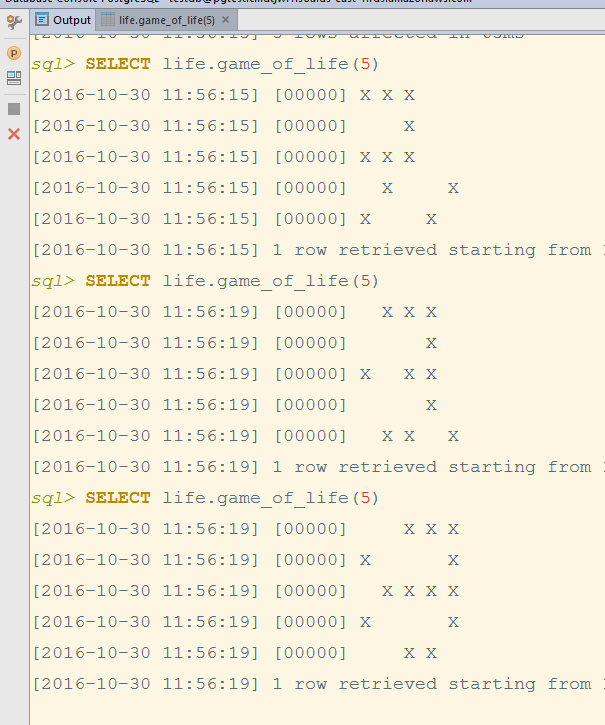 Output life.game_of_life(5)
sql> SELECT life.game_of_life(5)
[2016-10-30 11:56:15] [00000] X X X
[2016-10-30 11:56:15] [00000]     X
[2016-10-30 11:56:15] [00000] X X X
[2016-10-30 11:56:15] [00000]   X     X
[2016-10-30 11:56:15] [00000] X     X
[2016-10-30 11:56:15] 1 row retrieved starting from
sql> SELECT life.game_of_life(5)
[2016-10-30 11:56:19] [00000]   X X X
[2016-10-30 11:56:19] [00000]       X
[2016-10-30 11:56:19] [00000] X   X X
[2016-10-30 11:56:19] [00000]       X
[2016-10-30 11:56:19] [00000]   X X   X
[2016-10-30 11:56:19] 1 row retrieved starting from
sql> SELECT life.game_of_life(5)
[2016-10-30 11:56:19] [00000]     X X X
[2016-10-30 11:56:19] [00000] X       X
[2016-10-30 11:56:19] [00000]   X X X X
[2016-10-30 11:56:19] [00000] X       X
[2016-10-30 11:56:19] [00000]     X X
[2016-10-30 11:56:19] 1 row retrieved starting from